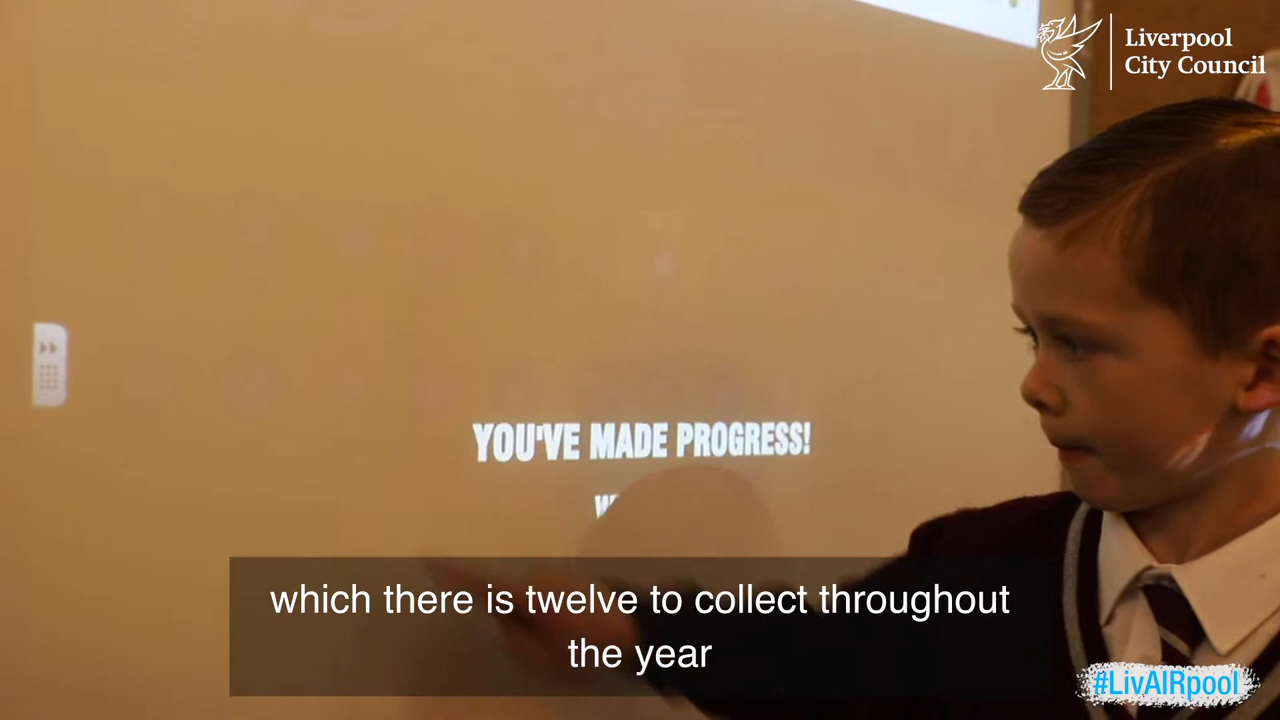 Liverpool
City Council
YOU'VE MADE PROGRESS!
which there is twelve to collect throughout
the year
#LivAIRpool